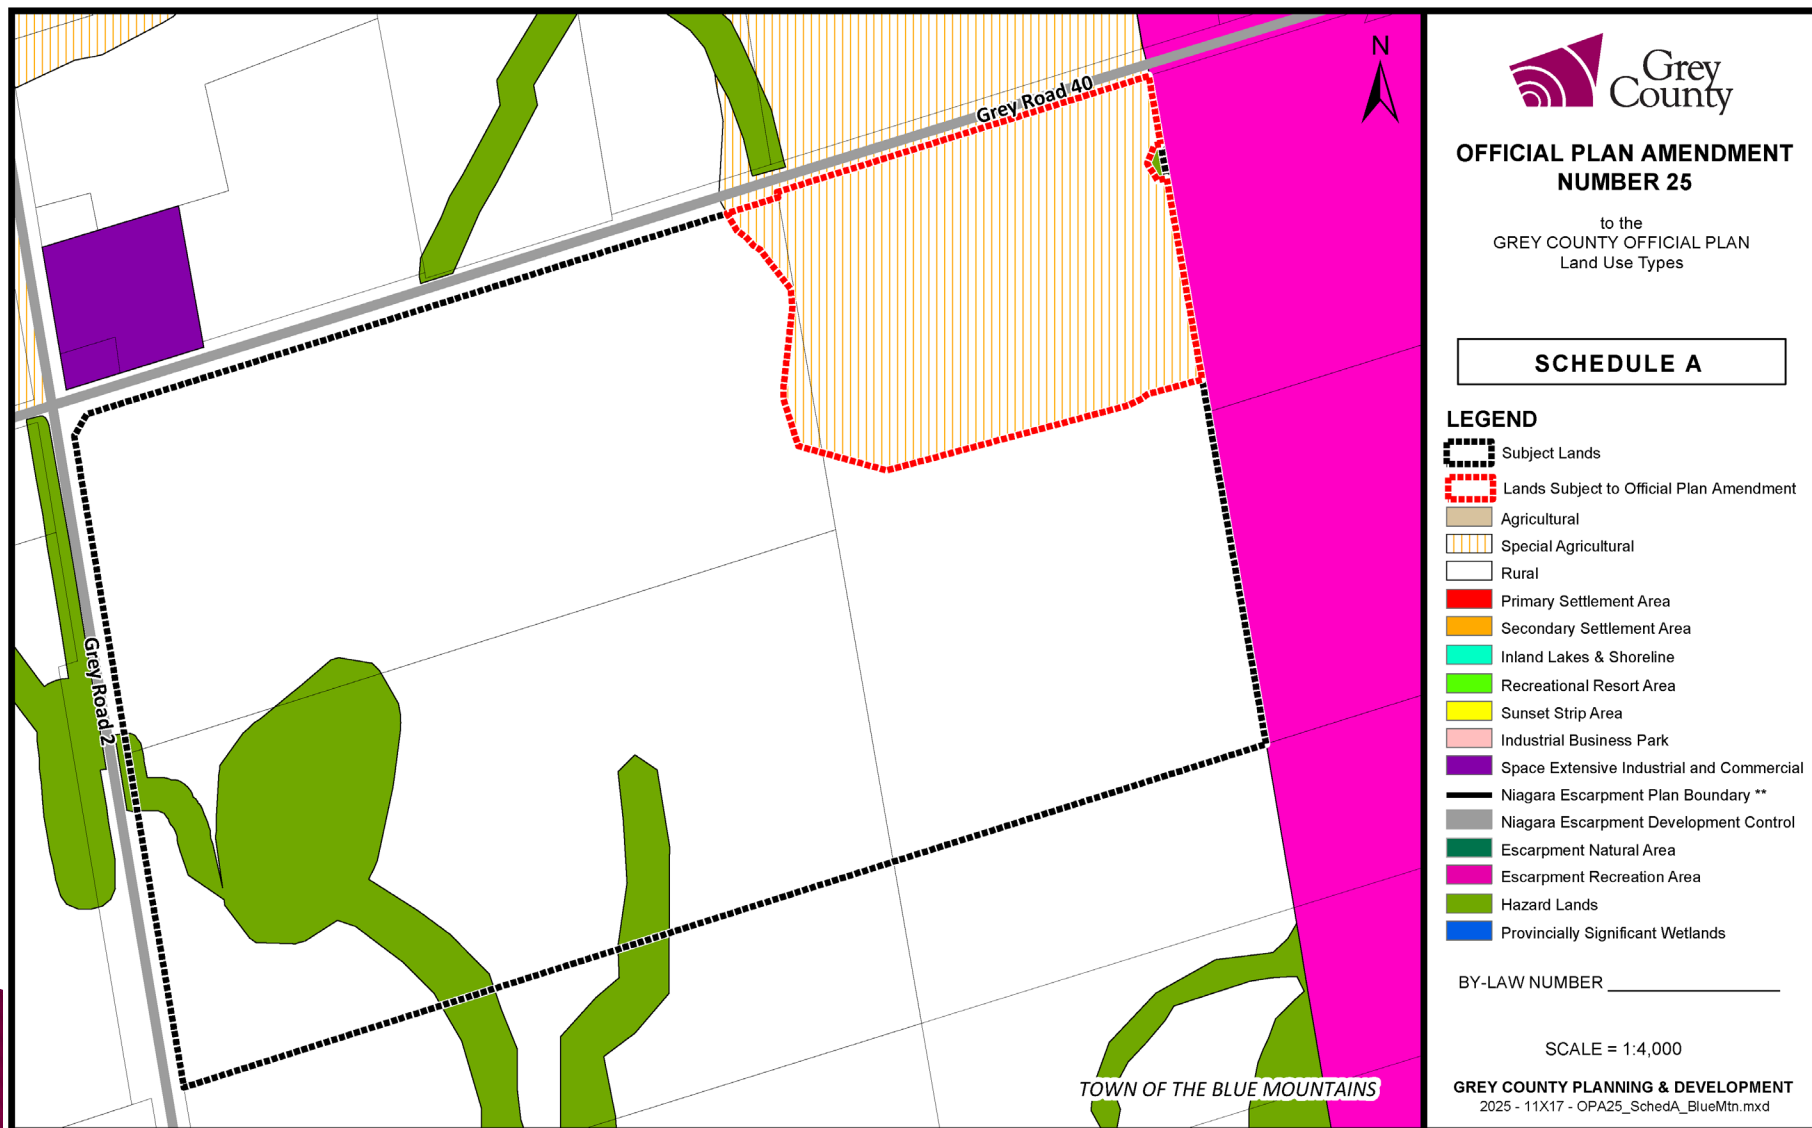 Grey Road 40
Grey Road 2
TOWN OF THE BLUE MOUNTAINS
N
Grey
County
OFFICIAL PLAN AMENDMENT
NUMBER 25
to the
GREY COUNTY OFFICIAL PLAN
Land Use Types
SCHEDULE A
LEGEND
Subject Lands
Lands Subject to Official Plan Amendment
Agricultural
Special Agricultural
Rural
Primary Settlement Area
Secondary Settlement Area
Inland Lakes & Shoreline
Recreational Resort Area
Sunset Strip Area
Industrial Business Park
Space Extensive Industrial and Commercial
Niagara Escarpment Plan Boundary **
Niagara Escarpment Development Control
Escarpment Natural Area
Escarpment Recreation Area
Hazard Lands
Provincially Significant Wetlands
BY-LAW NUMBER
SCALE = 1:4,000
GREY COUNTY PLANNING & DEVELOPMENT
2025 - 11X17 - OPA25_SchedA_BlueMtn.mxd